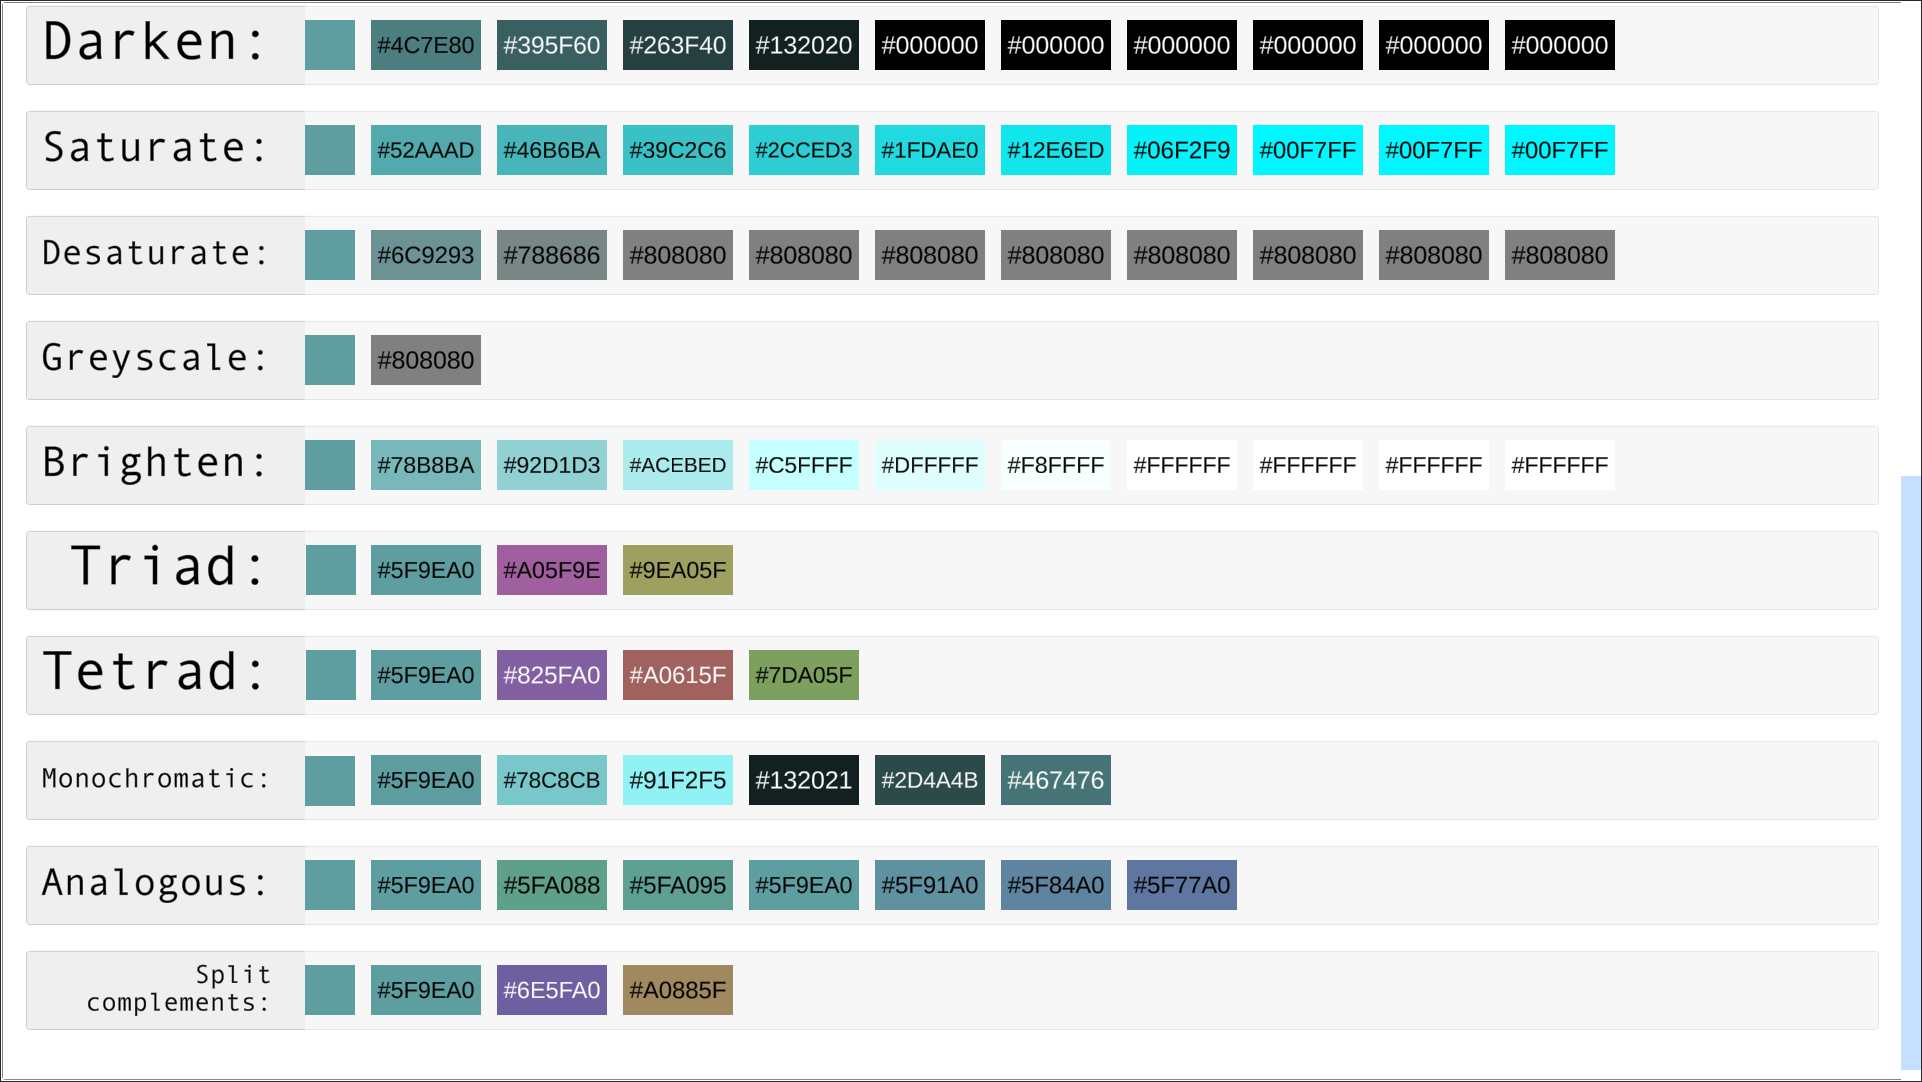 Darken: #4C7E80 #395F60 #263F40 #132020 #000000 #000000 #000000 #000000 #000000 #000000
Saturate: #52AAAD #46B6BA #39C2C6 #2CCED3 #1FDAE0 #12E6ED #06F2F9 #00F7FF #00F7FF #00F7FF
Desaturate: #6C9293 #788686 #808080 #808080 #808080 #808080 #808080 #808080 #808080 #808080
Greyscale: #808080
Brighten: #78B8BA #92D1D3 #ACEBED #C5FFFF #DFFFFF #F8FFFF #FFFFFF #FFFFFF #FFFFFF #FFFFFF
Triad: #5F9EA0 #A05F9E #9EA05F
Tetrad: #5F9EA0 #825FA0 #A0615F #7DA05F
Monochromatic: #5F9EA0 #78C8CB #91F2F5 #132021 #2D4A4B #467476
Analogous: #5F9EA0 #5FA088 #5FA095 #5F9EA0 #5F91A0 #5F84A0 #5F77A0
Split
complements: #5F9EA0 #6E5FA0 #A0885F